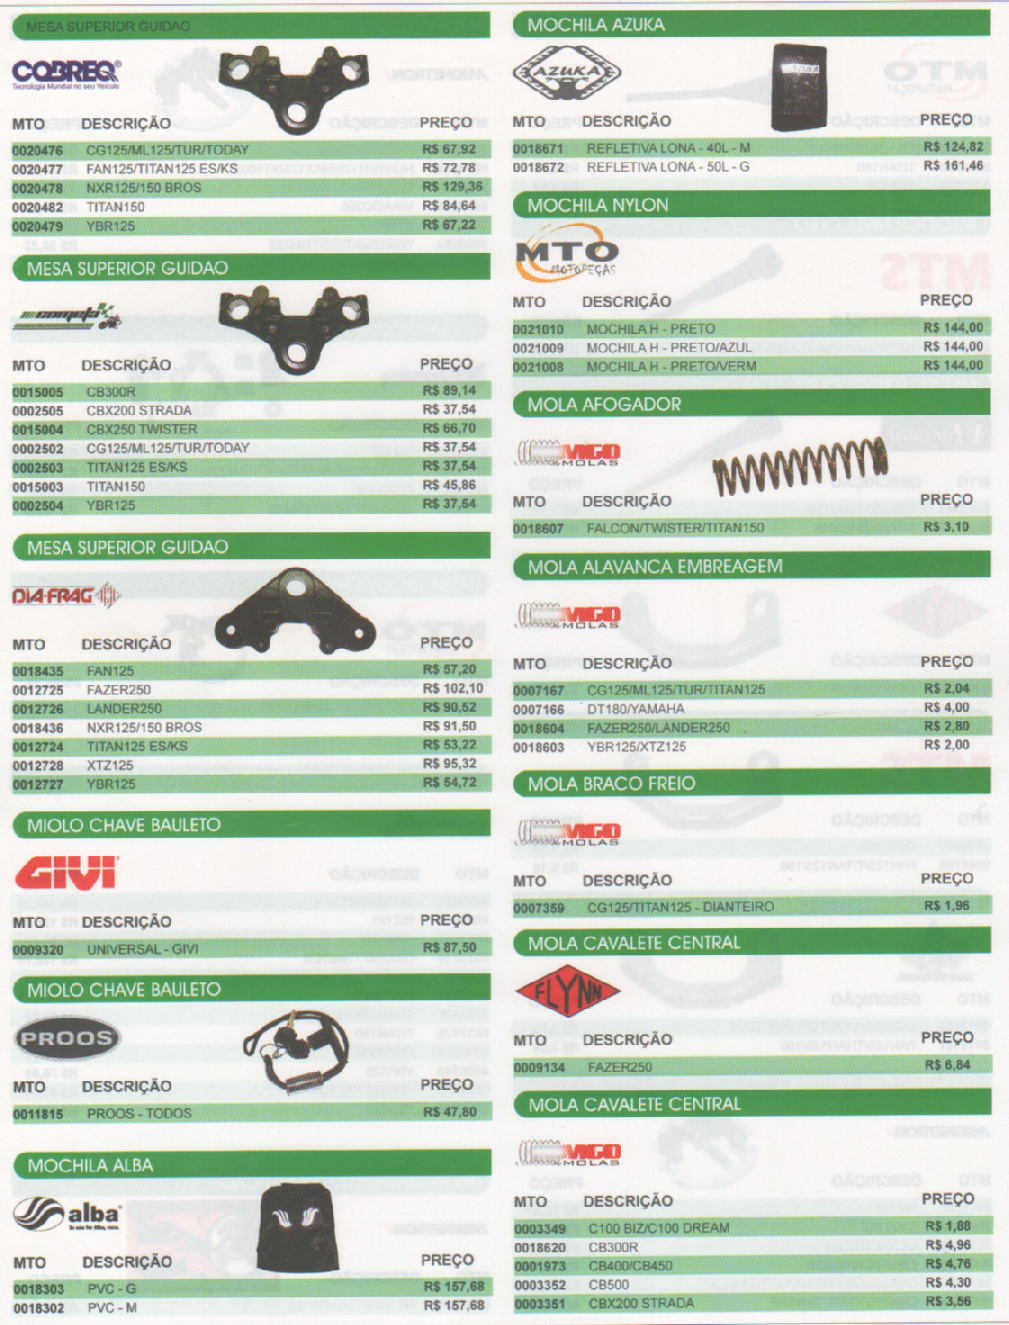 MESA SUPERIOR GUIDAO
COBREQ
Tecnologia Mundial no seu Veículo
MTO DESCRIÇÃO PREÇO
0020476 CG125/ML125/TUR/TODAY R$ 67,92
0020477 FAN125/TITAN125 ES/KS R$ 72,78
0020478 NXR125/150 BROS R$ 129,36
0020482 TITAN150 R$ 84,64
0020479 YBR125 R$ 67,22
MESA SUPERIOR GUIDAO
cometa
MTO DESCRIÇÃO PREÇO
0015005 CB300R R$ 89,14
0002505 CBX200 STRADA R$ 37,54
0015004 CBX250 TWISTER R$ 66,70
0002502 CG125/ML125/TUR/TODAY R$ 37,54
0002503 TITAN125 ES/KS R$ 37,54
0015003 TITAN150 R$ 45,86
0002504 YBR125 R$ 37,54
MESA SUPERIOR GUIDAO
DIAFRAG
MTO DESCRIÇÃO PREÇO
0018435 FAN125 R$ 57,20
0012725 FAZER250 R$ 102,10
0012726 LANDER250 R$ 90,52
0018436 NXR125/150 BROS R$ 91,50
0012724 TITAN125 ES/KS R$ 53,22
0012728 XTZ125 R$ 95,32
0012727 YBR125 R$ 54,72
MIOLO CHAVE BAULETO
GIVI
MTO DESCRIÇÃO PREÇO
0009320 UNIVERSAL - GIVI R$ 87,50
MIOLO CHAVE BAULETO
PROOS
MTO DESCRIÇÃO PREÇO
0011815 PROOS - TODOS R$ 47,80
MOCHILA ALBA
alba
MTO DESCRIÇÃO PREÇO
0018303 PVC - G R$ 157,68
0018302 PVC - M R$ 157,68
MOCHILA AZUKA
AZUKA
MTO DESCRIÇÃO PREÇO
0018671 REFLETIVA LONA - 40L - M R$ 124,82
0018672 REFLETIVA LONA - 50L - G R$ 161,46
MOCHILA NYLON
MTO
MOTOPEÇAS
MTO DESCRIÇÃO PREÇO
0021010 MOCHILA H - PRETO R$ 144,00
0021009 MOCHILA H - PRETO/AZUL R$ 144,00
0021008 MOCHILA H - PRETO/VERM R$ 144,00
MOLA AFOGADOR
VIGO
MOLAS
MTO DESCRIÇÃO PREÇO
0018607 FALCON/TWISTER/TITAN150 R$ 3,10
MOLA ALAVANCA EMBREAGEM
VIGO
MOLAS
MTO DESCRIÇÃO PREÇO
0007167 CG125/ML125/TUR/TITAN125 R$ 2,04
0007166 DT180/YAMAHA R$ 4,00
0018604 FAZER250/LANDER250 R$ 2,80
0018603 YBR125/XTZ125 R$ 2,00
MOLA BRACO FREIO
VIGO
MOLAS
MTO DESCRIÇÃO PREÇO
0007359 CG125/TITAN125 - DIANTEIRO R$ 1,96
MOLA CAVALETE CENTRAL
FLYNN
MTO DESCRIÇÃO PREÇO
0009134 FAZER250 R$ 6,84
MOLA CAVALETE CENTRAL
VIGO
MOLAS
MTO DESCRIÇÃO PREÇO
0003349 C100 BIZ/C100 DREAM R$ 1,88
0018620 CB300R R$ 4,96
0001973 CB400/CB450 R$ 4,76
0003352 CB500 R$ 4,30
0003351 CBX200 STRADA R$ 3,56